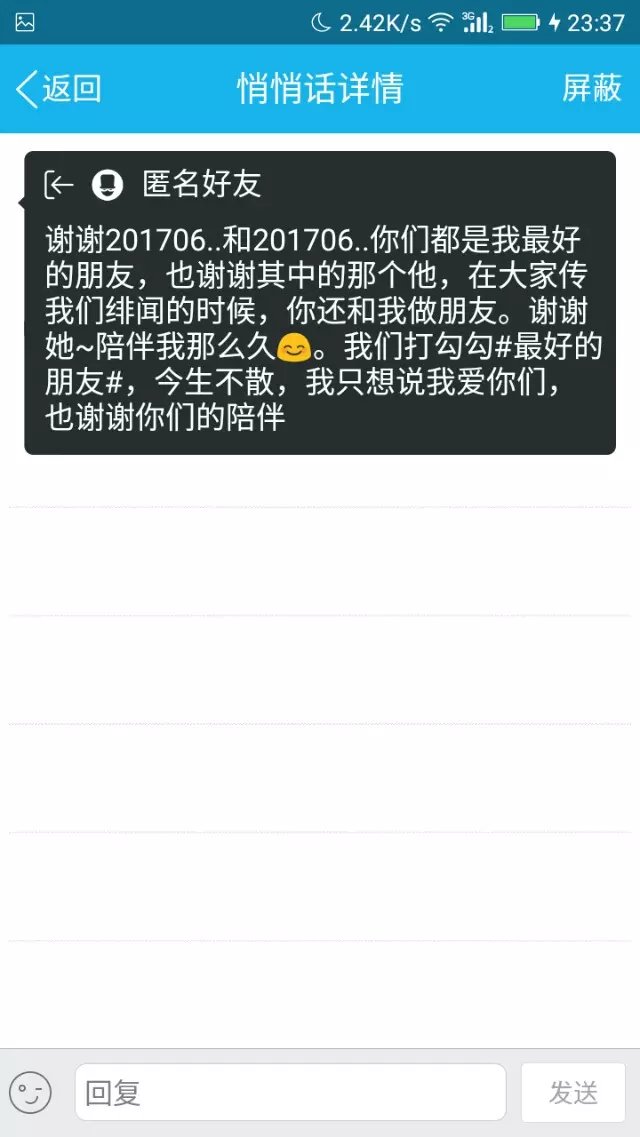 2.42K/s 3G 2 23:37
返回 悄悄话详情 屏蔽
匿名好友
谢谢201706..和201706..你们都是我最好
的朋友，也谢谢其中的那个他，在大家传
我们绯闻的时候，你还和我做朋友。谢谢
她~陪伴我那么久😊。我们打勾勾#最好的
朋友#，今生不散，我只想说我爱你们，
也谢谢你们的陪伴
回复 发送